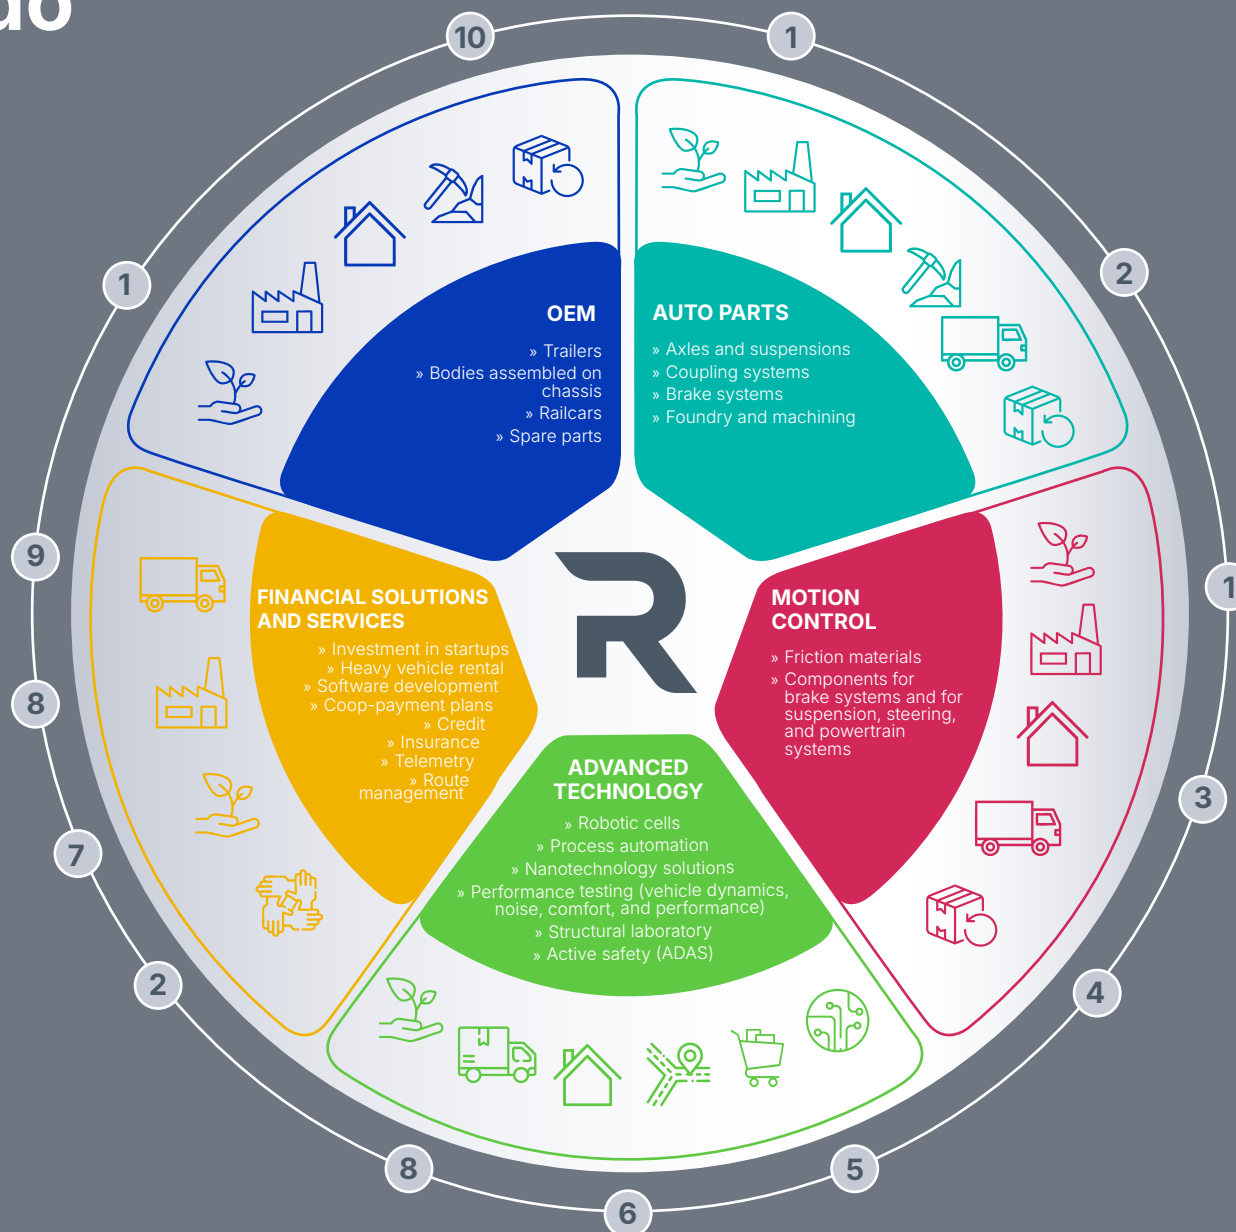 10
1
1
2
OEM
» Trailers
» Bodies assembled on
chassis
» Railcars
» Spare parts
AUTO PARTS
» Axles and suspensions
» Coupling systems
» Brake systems
» Foundry and machining
9
8
7
2
FINANCIAL SOLUTIONS
AND SERVICES
» Investment in startups
» Heavy vehicle rental
» Software development
» Coop-payment plans
» Credit
» Insurance
» Telemetry
» Route
management
R
MOTION
CONTROL
» Friction materials
» Components for
brake systems and for
suspension, steering,
and powertrain
systems
3
4
ADVANCED
TECHNOLOGY
» Robotic cells
» Process automation
» Nanotechnology solutions
» Performance testing (vehicle dynamics,
noise, comfort, and performance)
» Structural laboratory
» Active safety (ADAS)
8
6
5